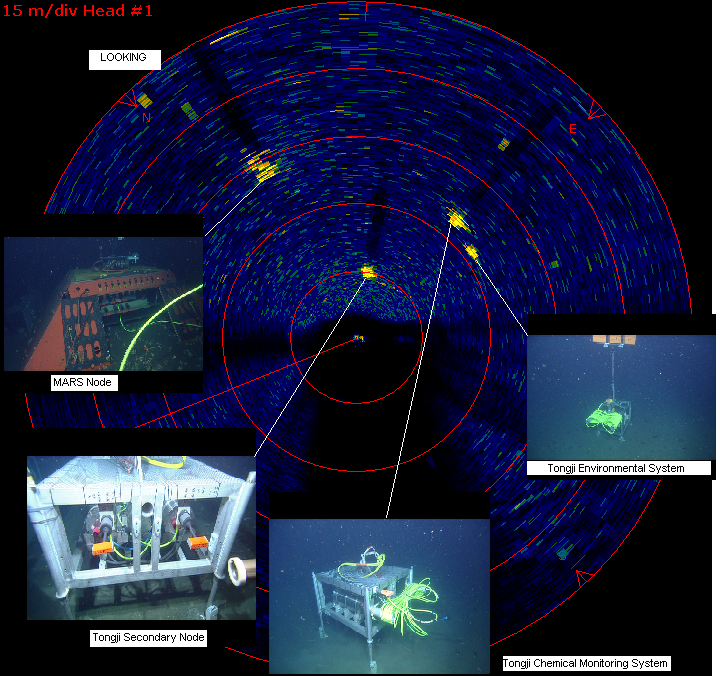 15 m/div Head #1
LOOKING
N
E
MARS Node
Tongji Environmental System
Tongji Secondary Node
Tongji Chemical Monitoring System